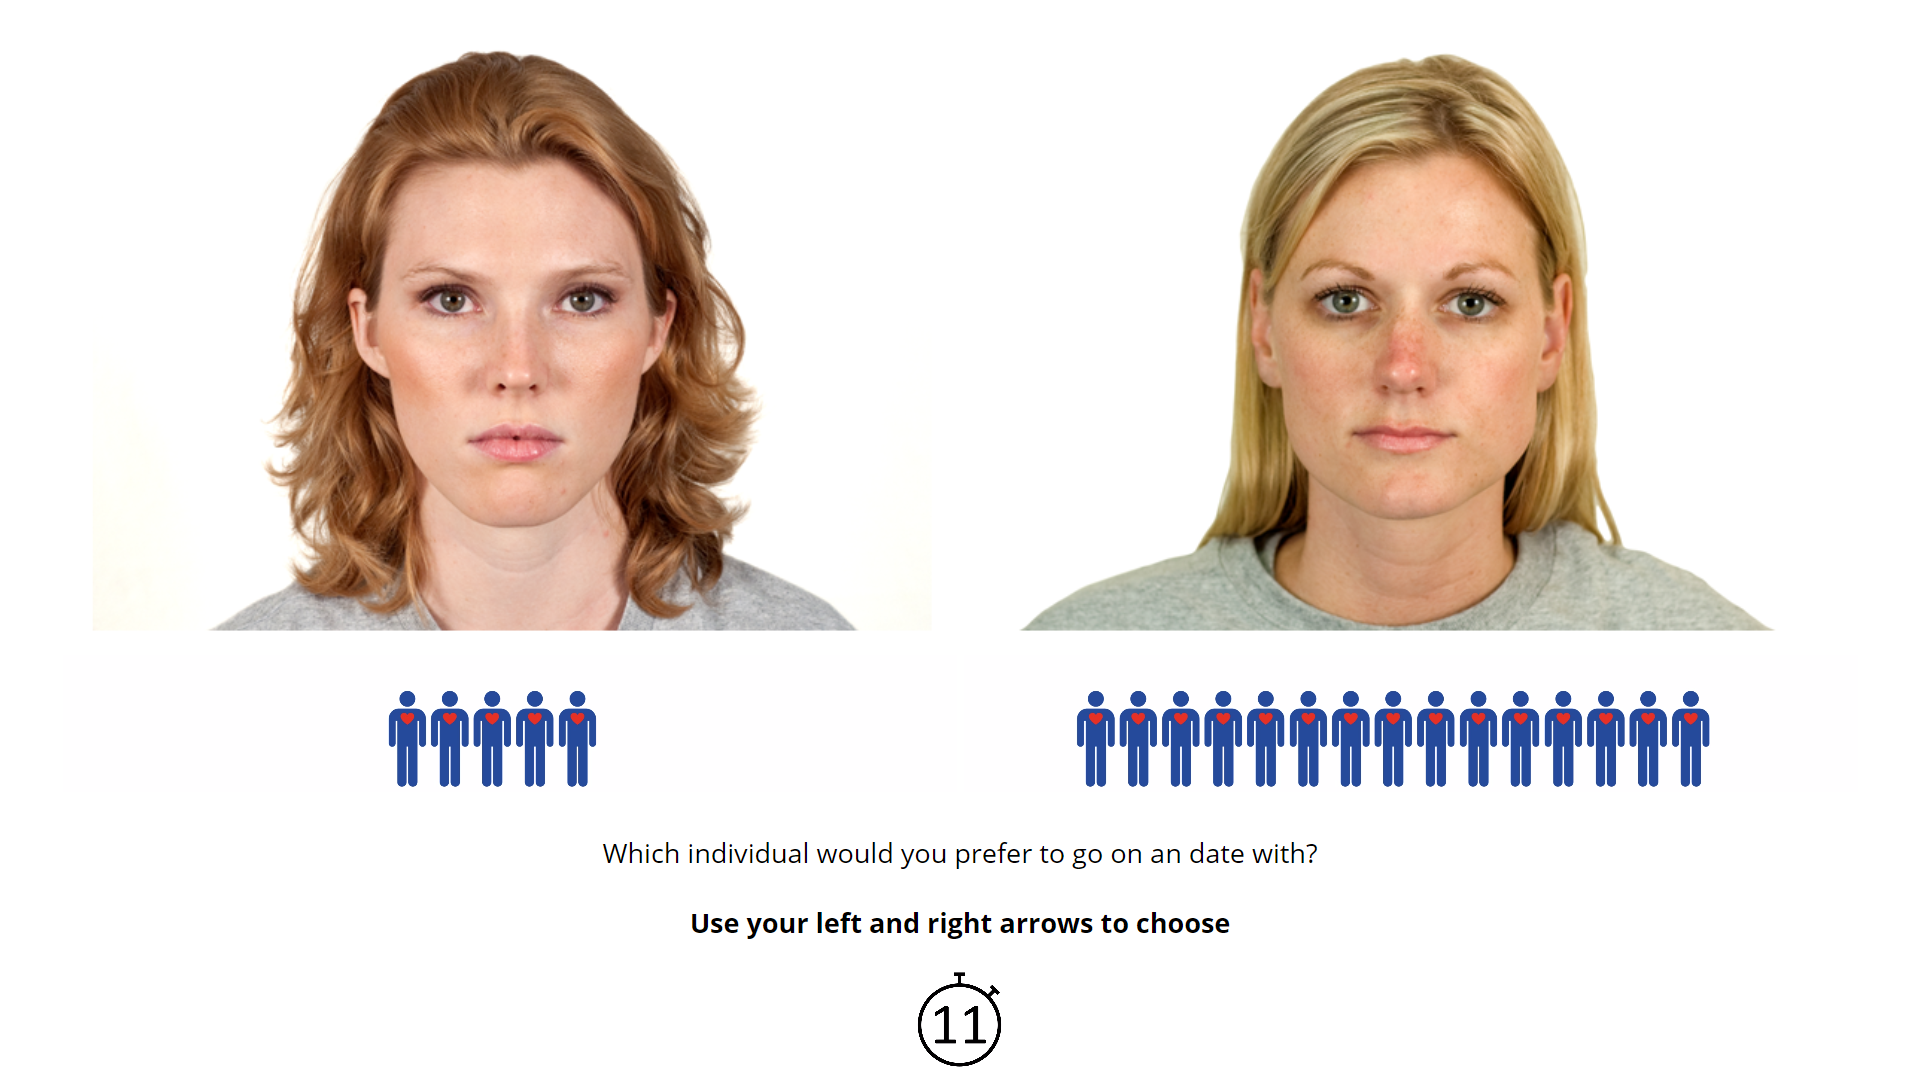 Which individual would you prefer to go on an date with?
Use your left and right arrows to choose
11